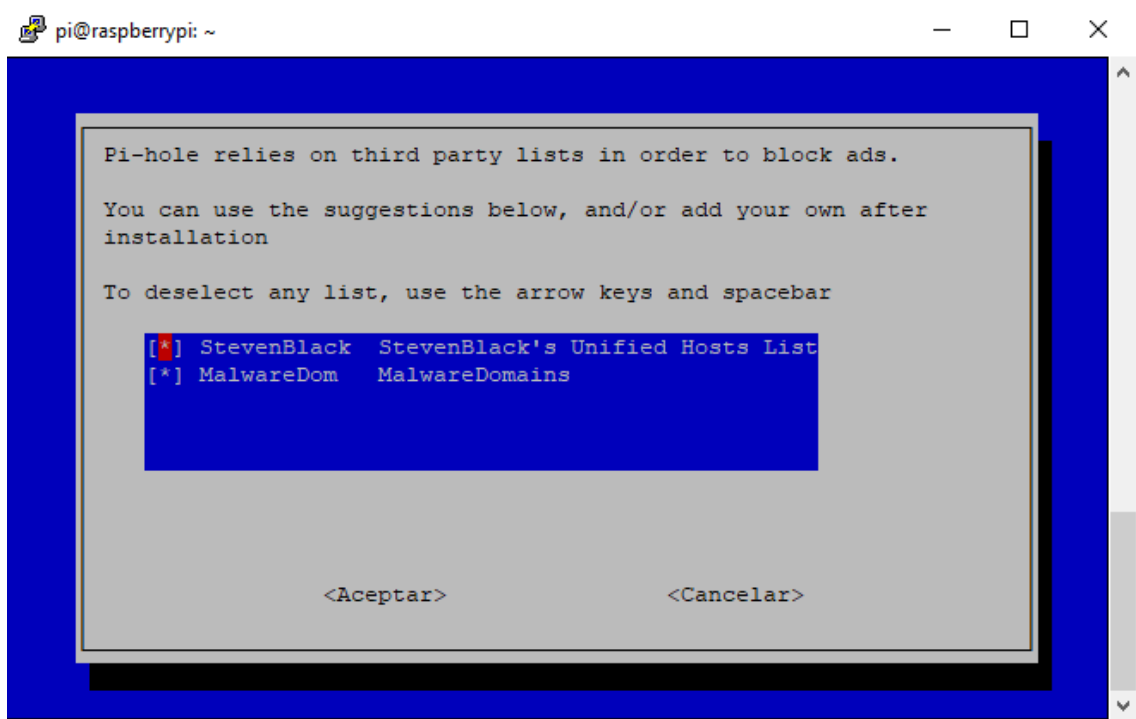 pi@raspberrypi: ~
Pi-hole relies on third party lists in order to block ads.
You can use the suggestions below, and/or add your own after
installation
To deselect any list, use the arrow keys and spacebar
[*] StevenBlack  StevenBlack's Unified Hosts List
[*] MalwareDom   MalwareDomains
<Aceptar> <Cancelar>